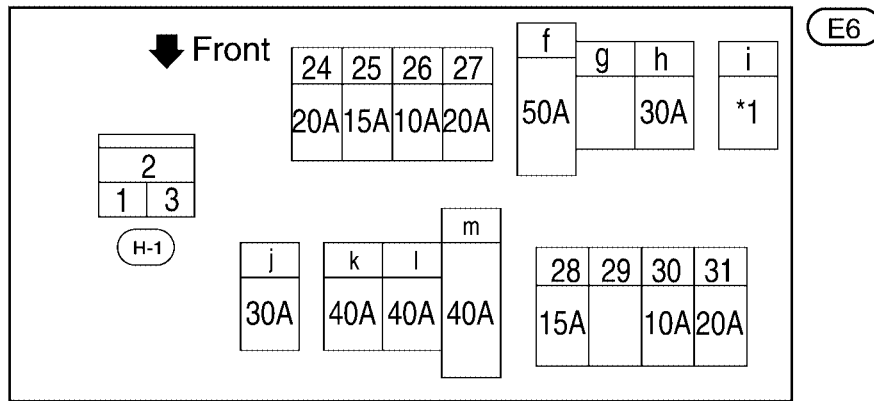 E6
Front
24 25 26 27
20A 15A 10A 20A
f
g h
50A 30A
i
*1
2
1 3
H-1
j
30A
k l
40A 40A
m
40A
28 29 30 31
15A 10A 20A